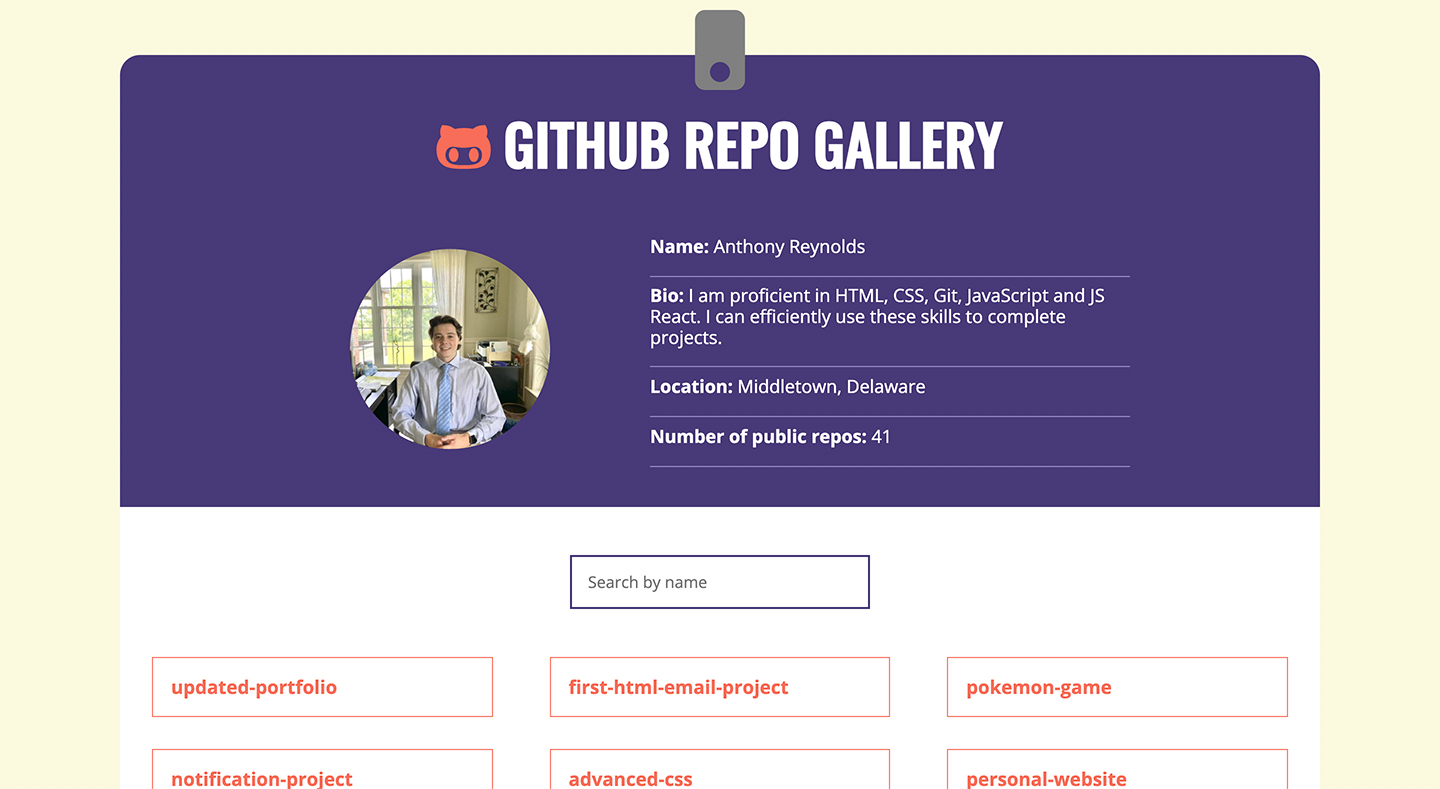 GITHUB REPO GALLERY
Name: Anthony Reynolds
Bio: I am proficient in HTML, CSS, Git, JavaScript and JS
React. I can efficiently use these skills to complete
projects.
Location: Middletown, Delaware
Number of public repos: 41
Search by name
updated-portfolio
first-html-email-project
pokemon-game
notification-project
advanced-css
personal-website